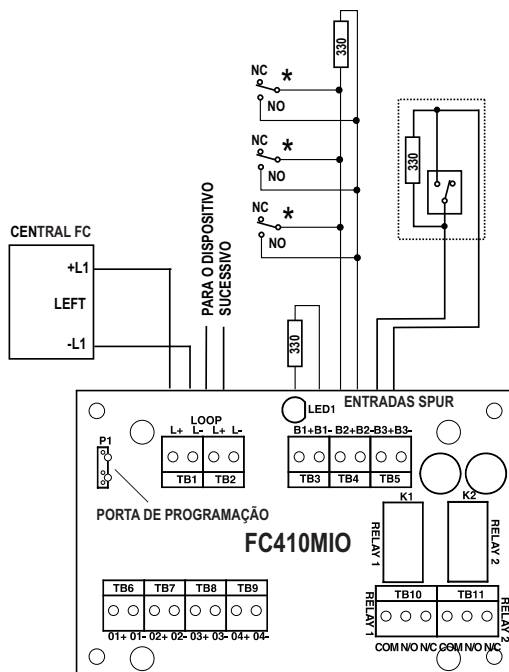 330
NC *
NO
NC *
NO
NC *
NO
330
CENTRAL FC
+L1
LEFT
-L1
PARA O DISPOSITIVO
SUCESSIVO
330
LED1
ENTRADAS SPUR
LOOP
L+ L- L+ L-
B1+B1- B2+B2- B3+B3-
P1
TB1 TB2
TB3 TB4 TB5
PORTA DE PROGRAMAÇÃO
FC410MIO
K1
K2
RELAY 1
RELAY 2
TB6 TB7 TB8 TB9
01+ 01- 02+ 02- 03+ 03- 04+ 04-
TB10 TB11
RELAY 1
RELAY 2
COM N/O N/C COM N/O N/C